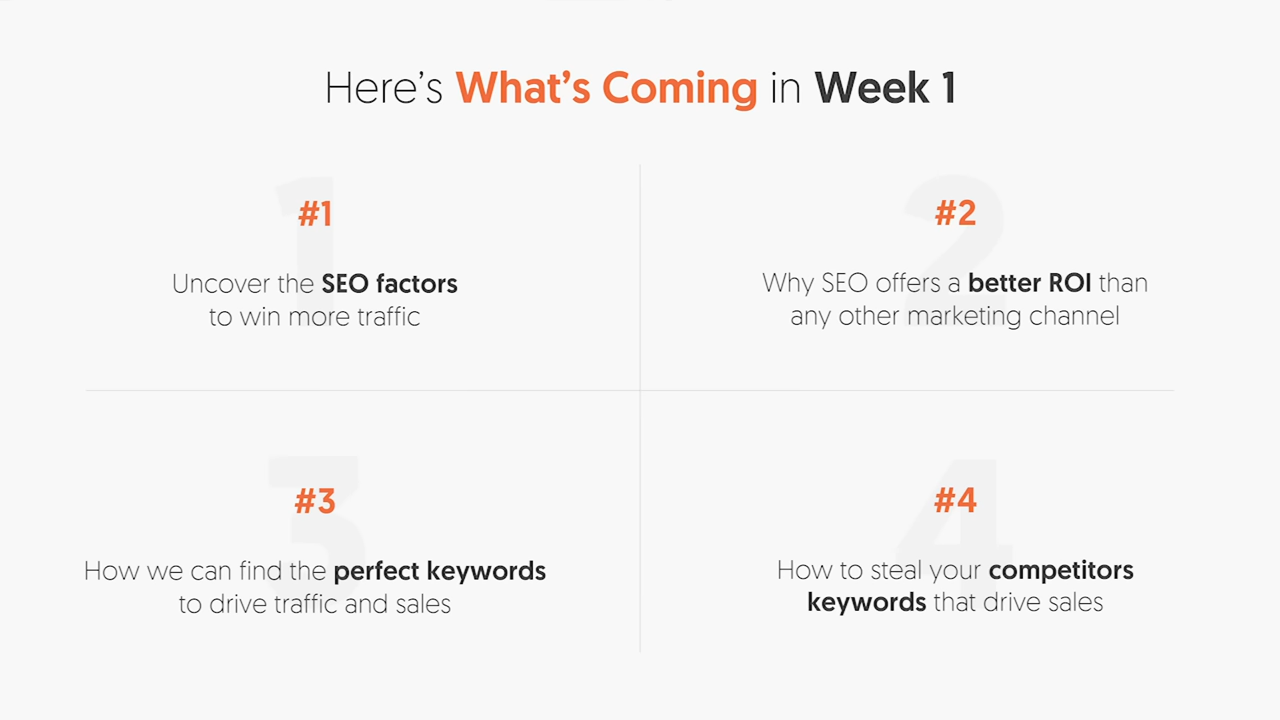 Here's What's Coming in Week 1
#1
Uncover the SEO factors
to win more traffic
#2
Why SEO offers a better ROI than
any other marketing channel
#3
How we can find the perfect keywords
to drive traffic and sales
#4
How to steal your competitors
keywords that drive sales